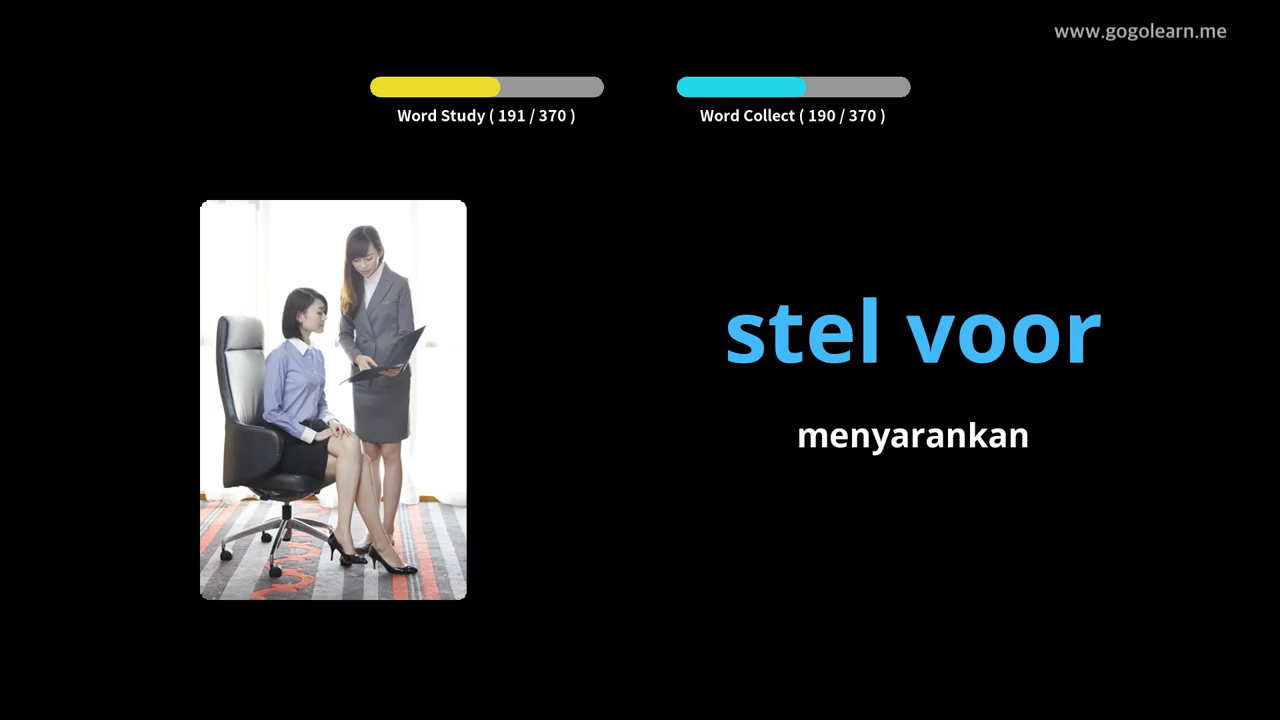 www.gogolearn.me
Word Study ( 191 / 370 )
Word Collect ( 190 / 370 )
stel voor
menyarankan